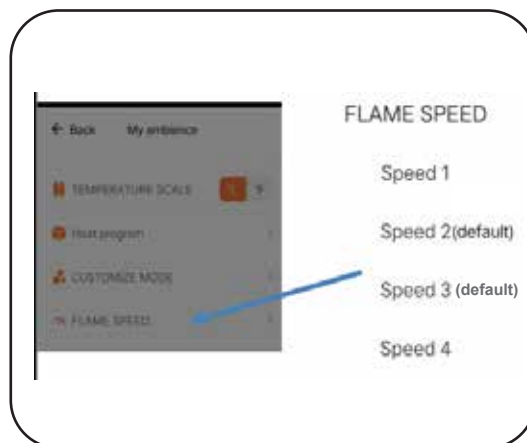 ← Back My ambience
TEMPERATURE SCALE
Heat program
CUSTOMIZE MODE
FLAME SPEED
FLAME SPEED
Speed 1
Speed 2(default)
Speed 3 (default)
Speed 4